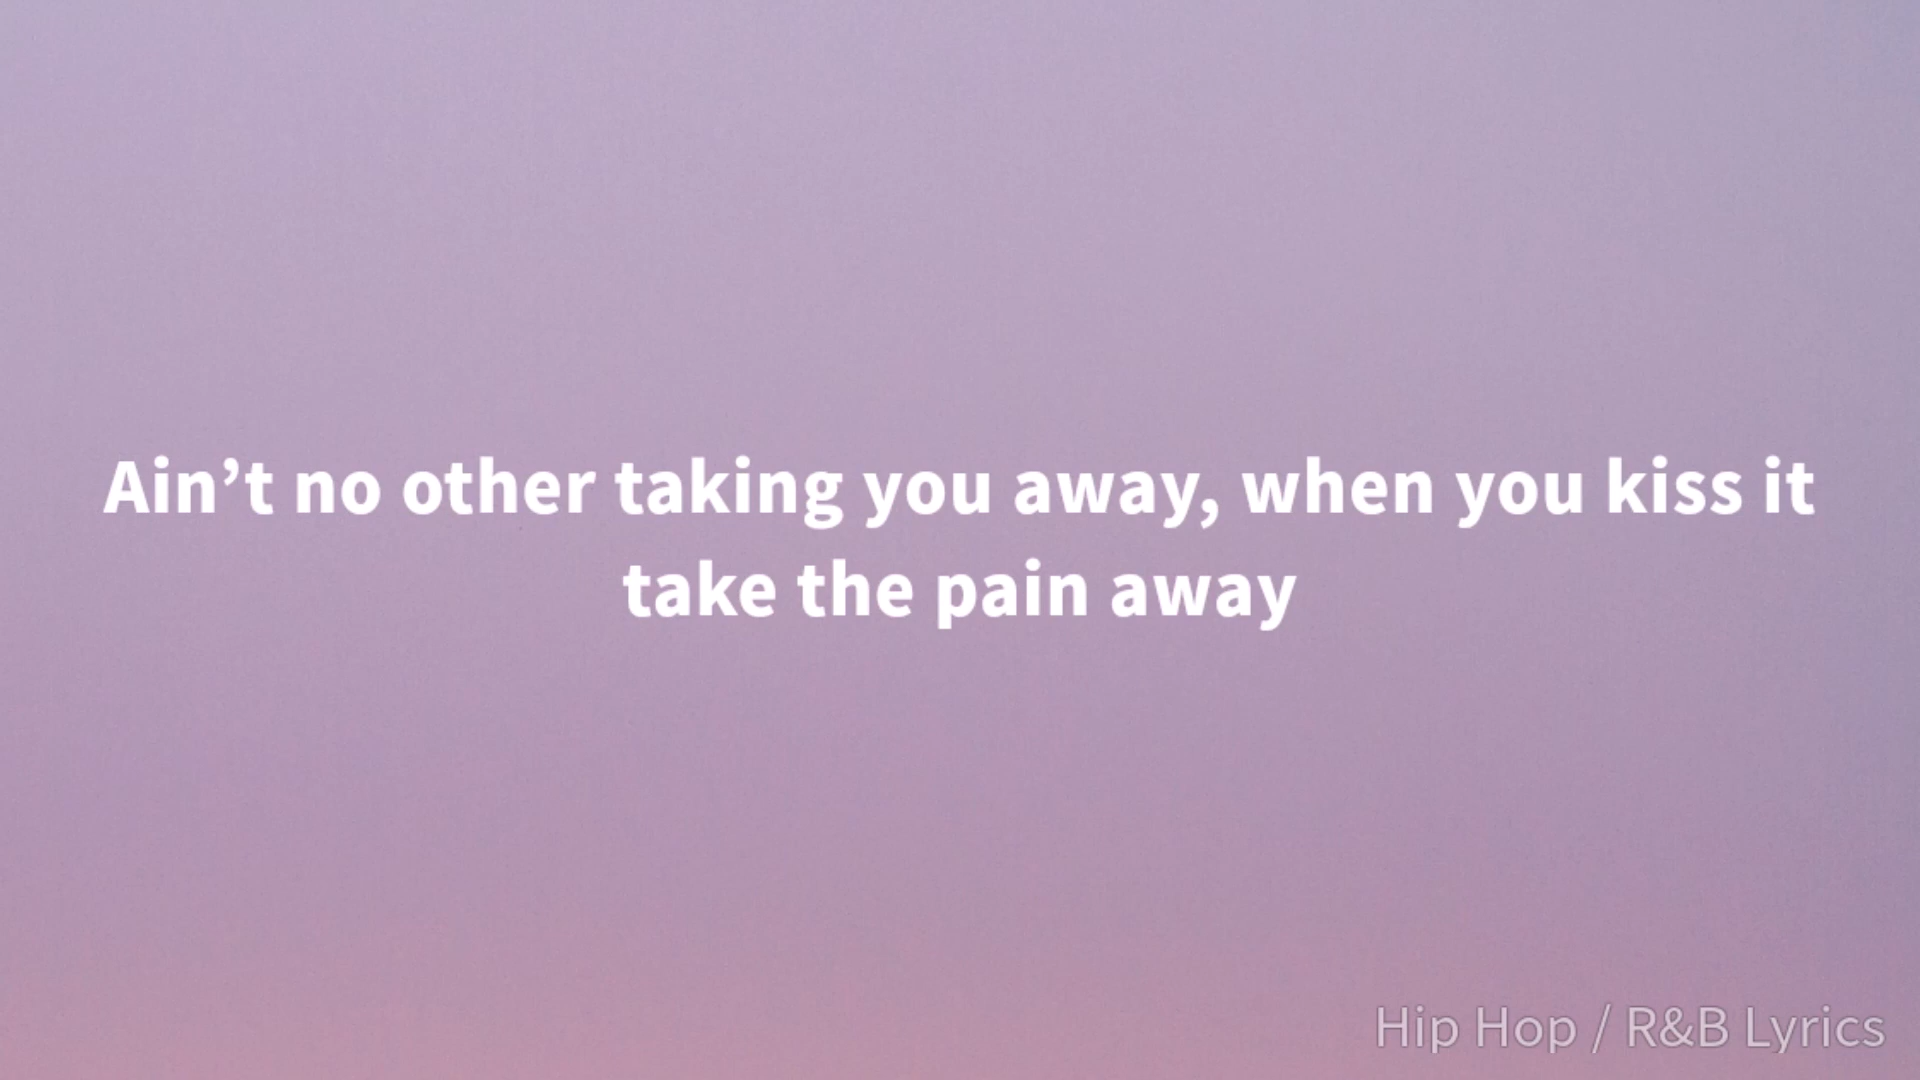 Ain’t no other taking you away, when you kiss it
take the pain away
Hip Hop / R&B Lyrics